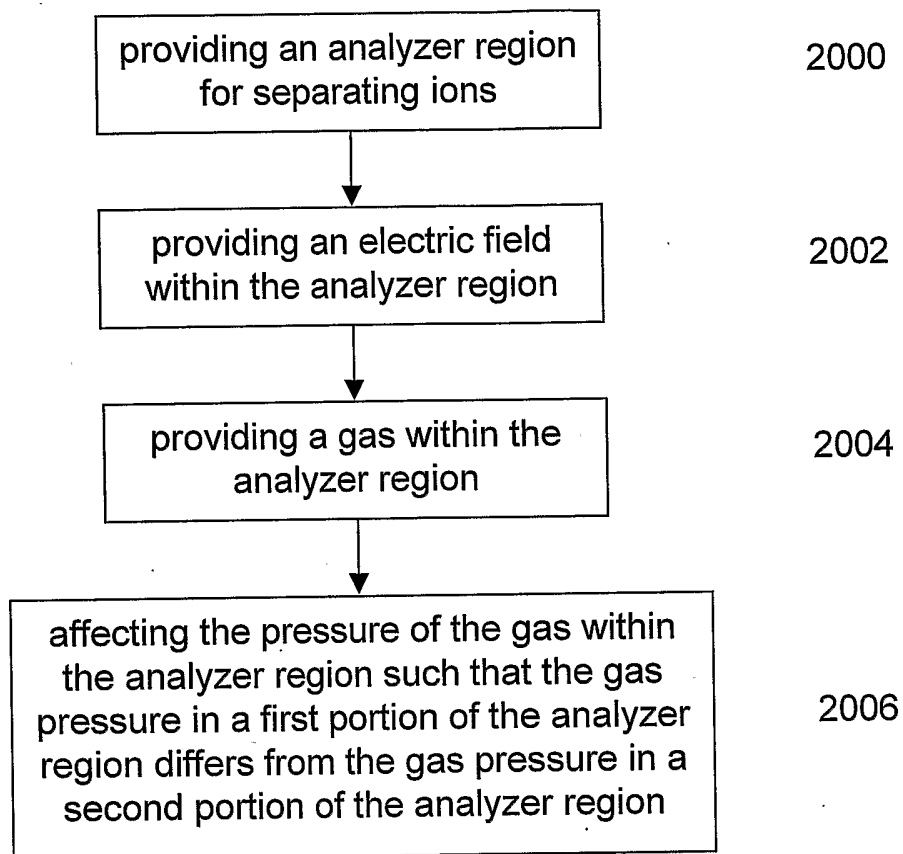 providing an analyzer region
for separating ions
2000
providing an electric field
within the analyzer region
2002
providing a gas within the
analyzer region
2004
affecting the pressure of the gas within
the analyzer region such that the gas
pressure in a first portion of the analyzer
region differs from the gas pressure in a
second portion of the analyzer region
2006